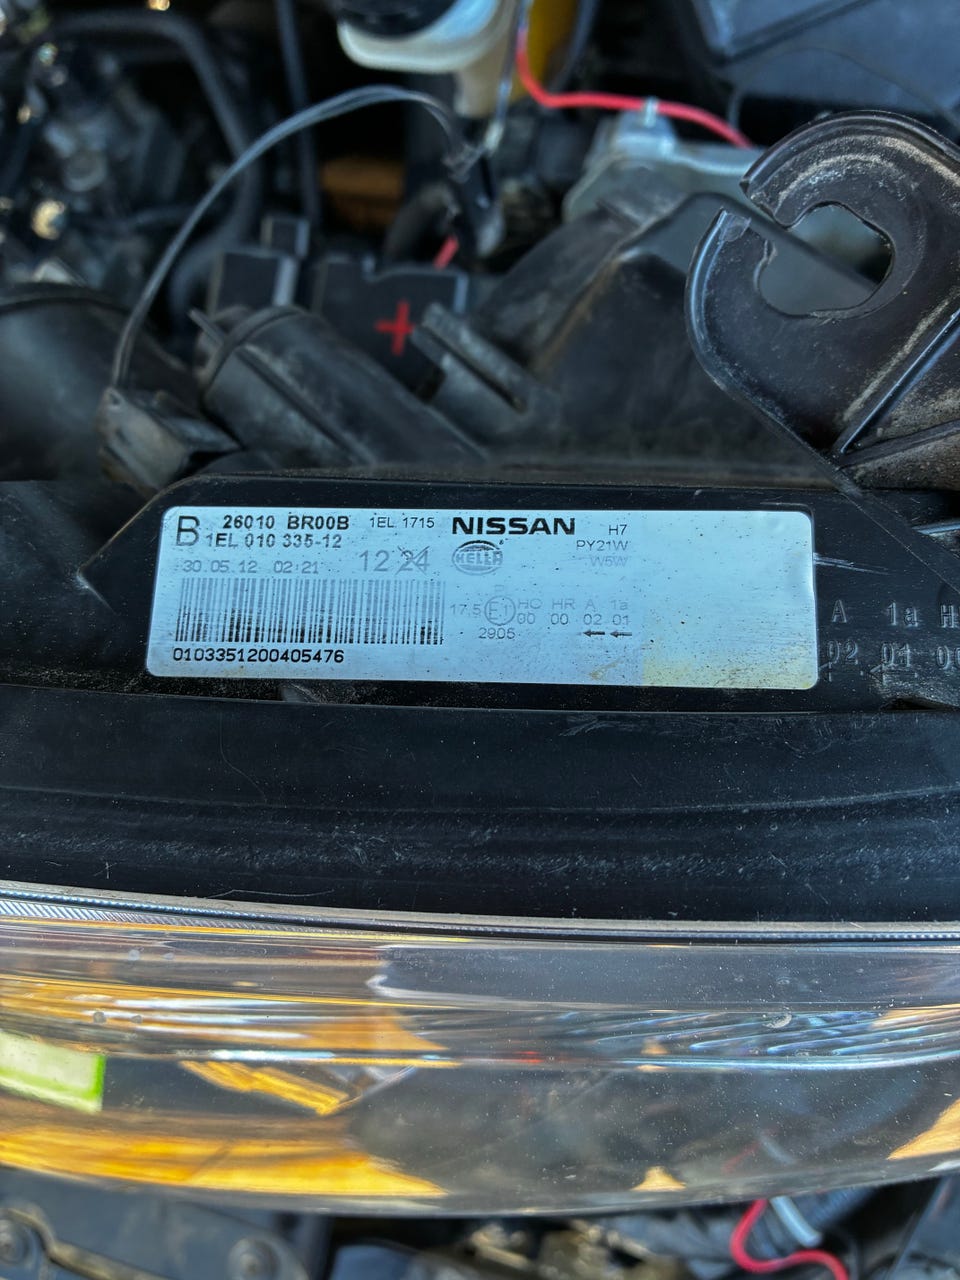 B 26010 BR00B 1EL 1715 NISSAN H7
1EL 010 335-12 HELLA PY21W
30.05.12 02:21 12 24 W5W
17.5 E1 HC HR A 1a
00 00 02 01
2905
0103351200405476
A 1a H
02 01 00